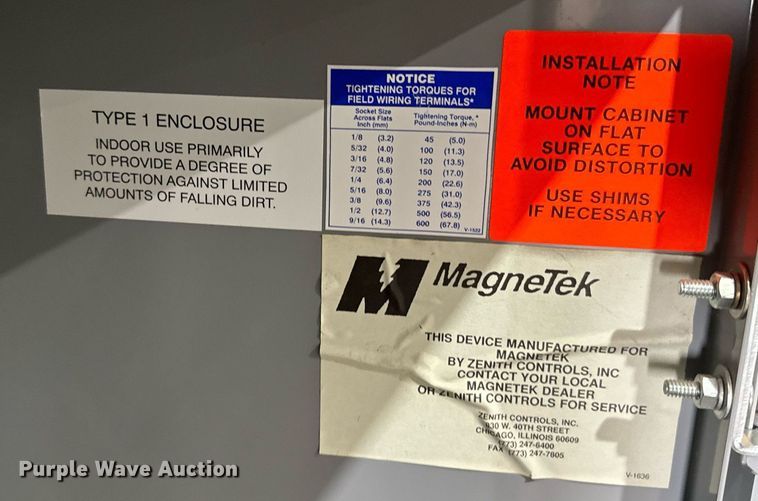 TYPE 1 ENCLOSURE
INDOOR USE PRIMARILY
TO PROVIDE A DEGREE OF
PROTECTION AGAINST LIMITED
AMOUNTS OF FALLING DIRT.
NOTICE
TIGHTENING TORQUES FOR
FIELD WIRING TERMINALS*
Socket Size
Across Flats
Inch (mm)
Tightening Torque, *
Pound-Inches (N-m)
1/8 (3.2) 45 (5.0)
5/32 (4.0) 100 (11.3)
3/16 (4.8) 120 (13.5)
7/32 (5.6) 150 (17.0)
1/4 (6.4) 200 (22.6)
5/16 (8.0) 275 (31.0)
3/8 (9.6) 375 (42.3)
1/2 (12.7) 500 (56.5)
9/16 (14.3) 600 (67.8)
V-1522
INSTALLATION
NOTE
MOUNT CABINET
ON FLAT
SURFACE TO
AVOID DISTORTION
USE SHIMS
IF NECESSARY
MagneTek
THIS DEVICE MANUFACTURED FOR
MAGNETEK
BY ZENITH CONTROLS, INC
CONTACT YOUR LOCAL
MAGNETEK DEALER
OR ZENITH CONTROLS FOR SERVICE
ZENITH CONTROLS, INC.
830 W. 40TH STREET
CHICAGO, ILLINOIS 60609
(773) 247-6400
FAX (773) 247-7805
V-1636
Purple Wave Auction